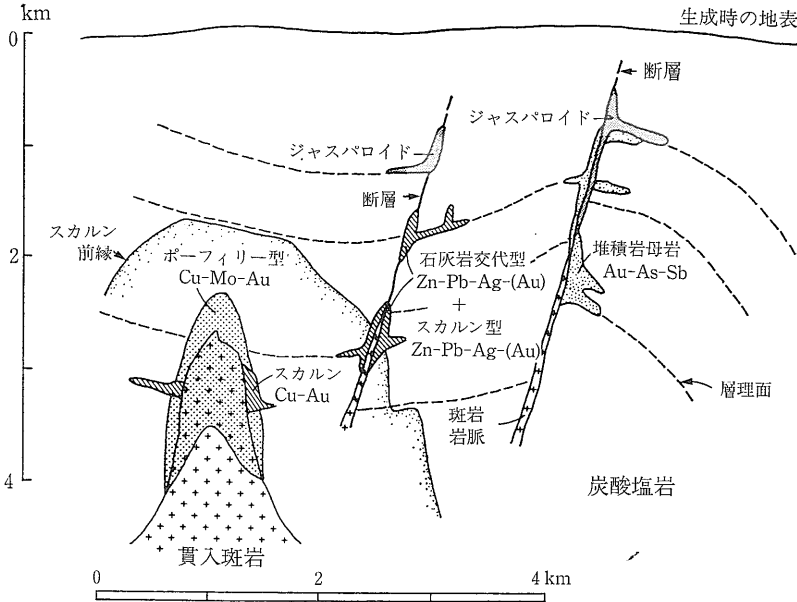 km
生成時の地表
0
断層
ジャスパロイド
ジャスパロイド
断層
スカルン
前縁
2
ポーフィリー型
Cu-Mo-Au
石灰岩交代型
Zn-Pb-Ag-(Au)
+
スカルン型
Zn-Pb-Ag-(Au)
堆積岩母岩
Au-As-Sb
スカルン
Cu-Au
層理面
斑岩
岩脈
4
炭酸塩岩
貫入斑岩
0
2
4 km